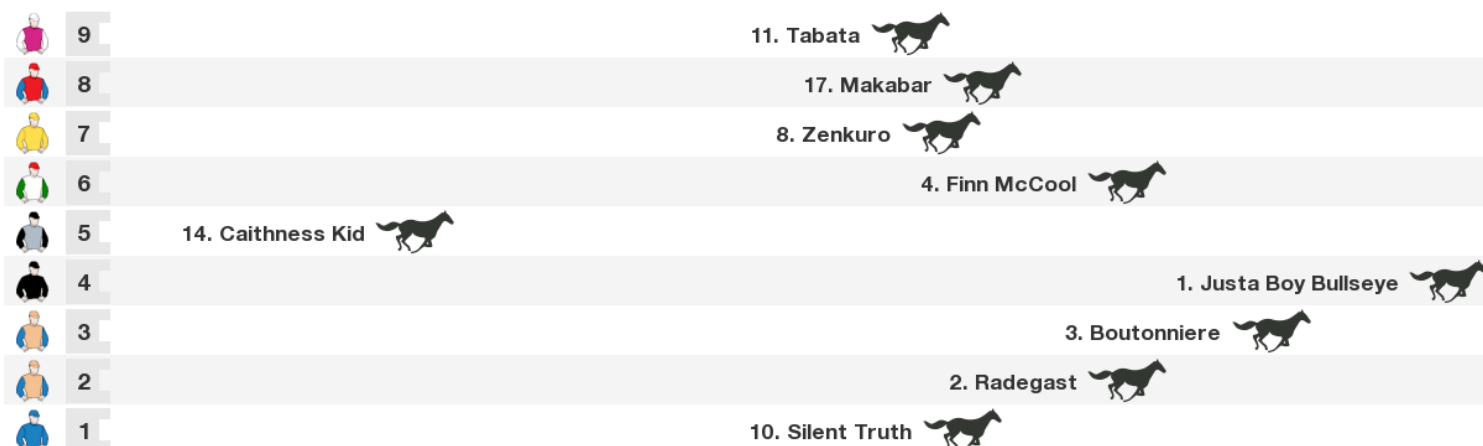 9 11. Tabata
8 17. Makabar
7 8. Zenkuro
6 4. Finn McCool
5 14. Caithness Kid
4 1. Justa Boy Bullseye
3 3. Boutonniere
2 2. Radegast
1 10. Silent Truth